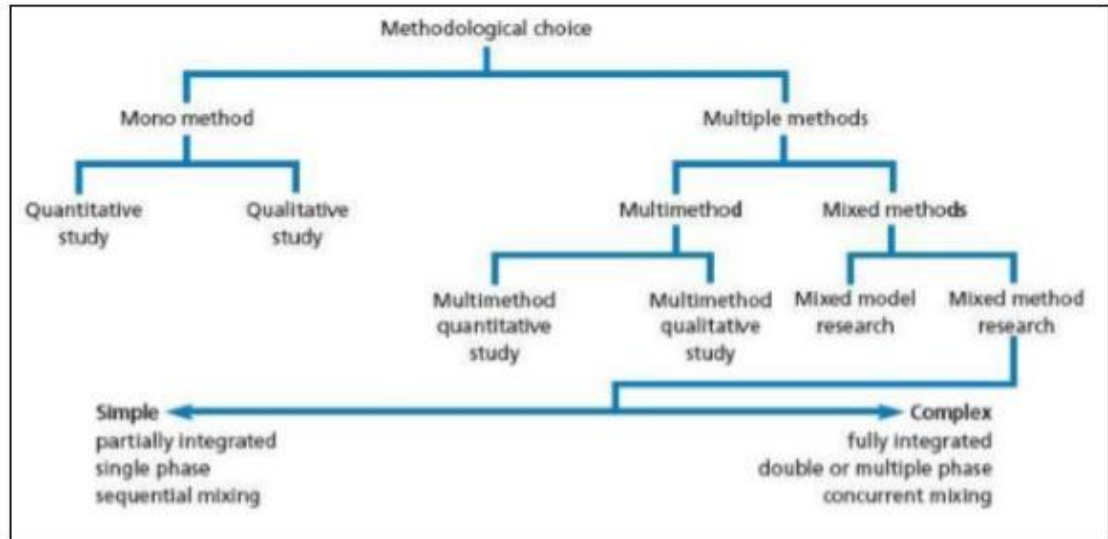 Methodological choice
Mono method
Multiple methods
Quantitative
study
Qualitative
study
Multimethod
Mixed methods
Multimethod
quantitative
study
Multimethod
qualitative
study
Mixed model
research
Mixed method
research
Simple
partially integrated
single phase
sequential mixing
Complex
fully integrated
double or multiple phase
concurrent mixing